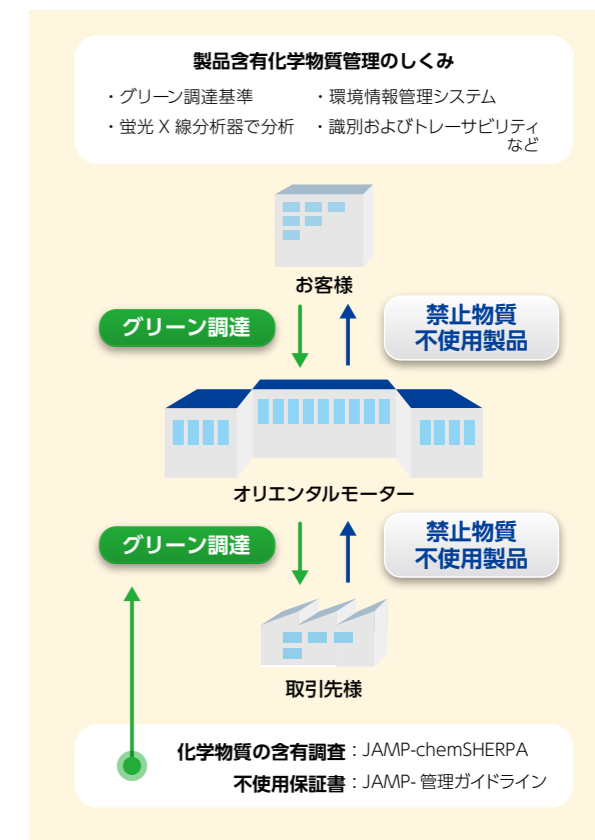 製品含有化学物質管理のしくみ
・グリーン調達基準
・環境情報管理システム
・蛍光 X 線分析器で分析
・識別およびトレーサビリティ
など
お客様
グリーン調達
禁止物質
不使用製品
オリエンタルモーター
グリーン調達
禁止物質
不使用製品
取引先様
化学物質の含有調査：JAMP-chemSHERPA
不使用保証書：JAMP- 管理ガイドライン